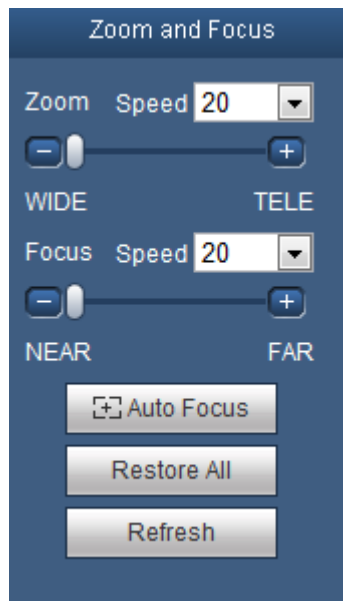 Zoom and Focus
Zoom Speed 20
WIDE TELE
Focus Speed 20
NEAR FAR
Auto Focus
Restore All
Refresh